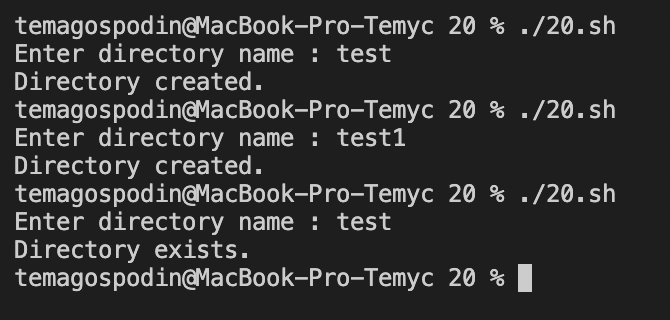 temagospodin@MacBook-Pro-Temyc 20 % ./20.sh
Enter directory name : test
Directory created.
temagospodin@MacBook-Pro-Temyc 20 % ./20.sh
Enter directory name : test1
Directory created.
temagospodin@MacBook-Pro-Temyc 20 % ./20.sh
Enter directory name : test
Directory exists.
temagospodin@MacBook-Pro-Temyc 20 %